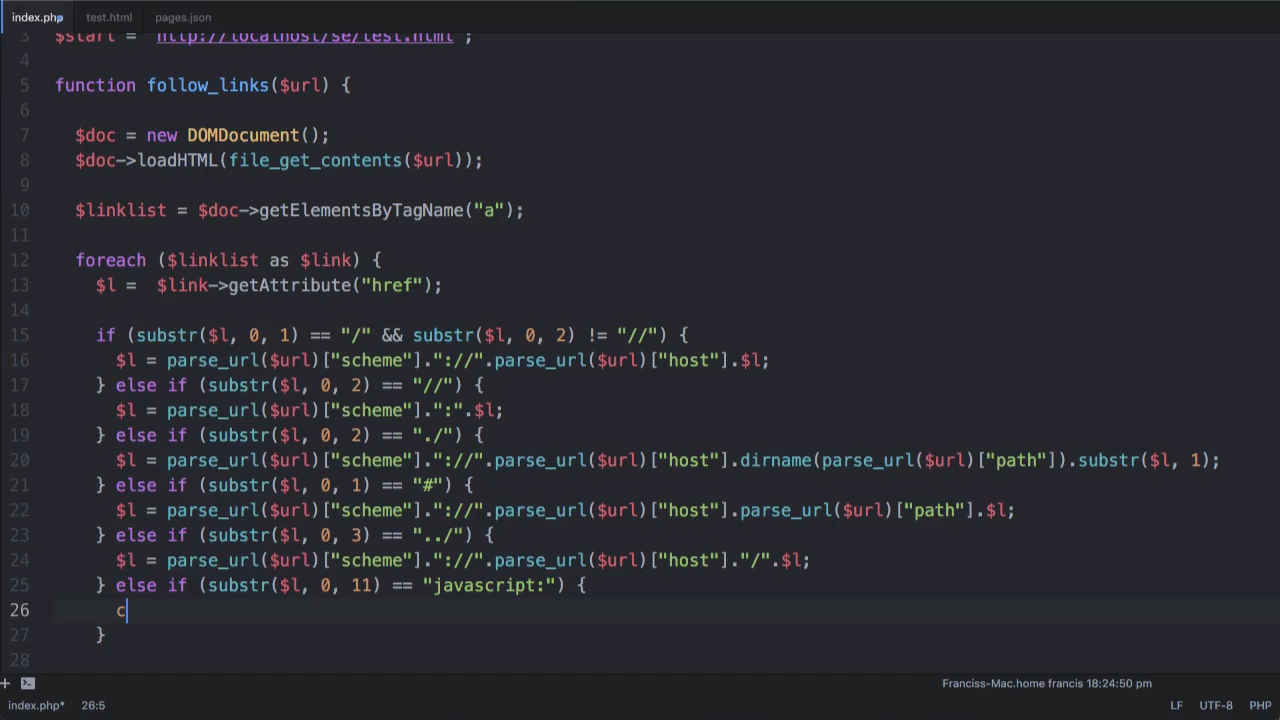 index.php
test.html
pages.json
3 $start = "http://localhost/se/test.html";
4
5 function follow_links($url) {
6
7 $doc = new DOMDocument();
8 $doc->loadHTML(file_get_contents($url));
9
10 $linklist = $doc->getElementsByTagName("a");
11
12 foreach ($linklist as $link) {
13 $l =  $link->getAttribute("href");
14
15 if (substr($l, 0, 1) == "/" && substr($l, 0, 2) != "//") {
16 $l = parse_url($url)["scheme"]."://".parse_url($url)["host"].$l;
17 } else if (substr($l, 0, 2) == "//") {
18 $l = parse_url($url)["scheme"].":".$l;
19 } else if (substr($l, 0, 2) == "./") {
20 $l = parse_url($url)["scheme"]."://".parse_url($url)["host"].dirname(parse_url($url)["path"]).substr($l, 1);
21 } else if (substr($l, 0, 1) == "#") {
22 $l = parse_url($url)["scheme"]."://".parse_url($url)["host"].parse_url($url)["path"].$l;
23 } else if (substr($l, 0, 3) == "../") {
24 $l = parse_url($url)["scheme"]."://".parse_url($url)["host"]."/".$l;
25 } else if (substr($l, 0, 11) == "javascript:") {
26 c
27 }
28
Franciss-Mac.home francis 18:24:50 pm
index.php* 26:5 LF UTF-8 PHP